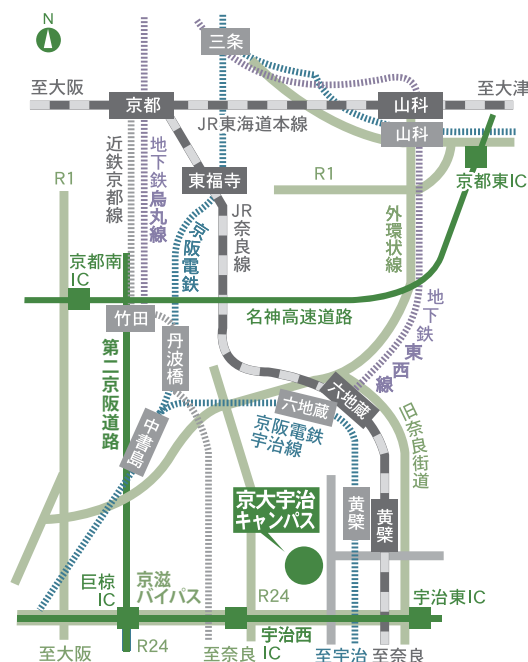 N
三条
至大阪
京都
JR東海道本線
山科
至大津
山科
近鉄京都線
地下鉄烏丸線
東福寺
R1
R1
京都東IC
JR奈良線
京阪電鉄
外環状線
京都南
IC
名神高速道路
地下鉄東西線
竹田
丹波橋
第二京阪道路
六地蔵
六地蔵
京阪電鉄
宇治線
旧奈良街道
中書島
京大宇治
キャンパス
黄檗
黄檗
巨椋
IC
京滋
バイパス
R24
宇治東IC
宇治西
IC
至大阪
R24
至奈良
至宇治
至奈良